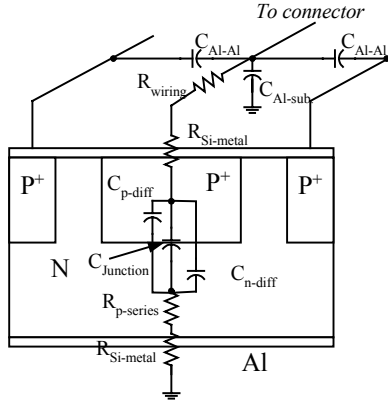 To connector
C_Al-Al
C_Al-Al
R_wiring
C_Al-sub.
R_Si-metal
P⁺
C_p-diff
P⁺
P⁺
N
C_Junction
C_n-diff
R_p-series
R_Si-metal
Al